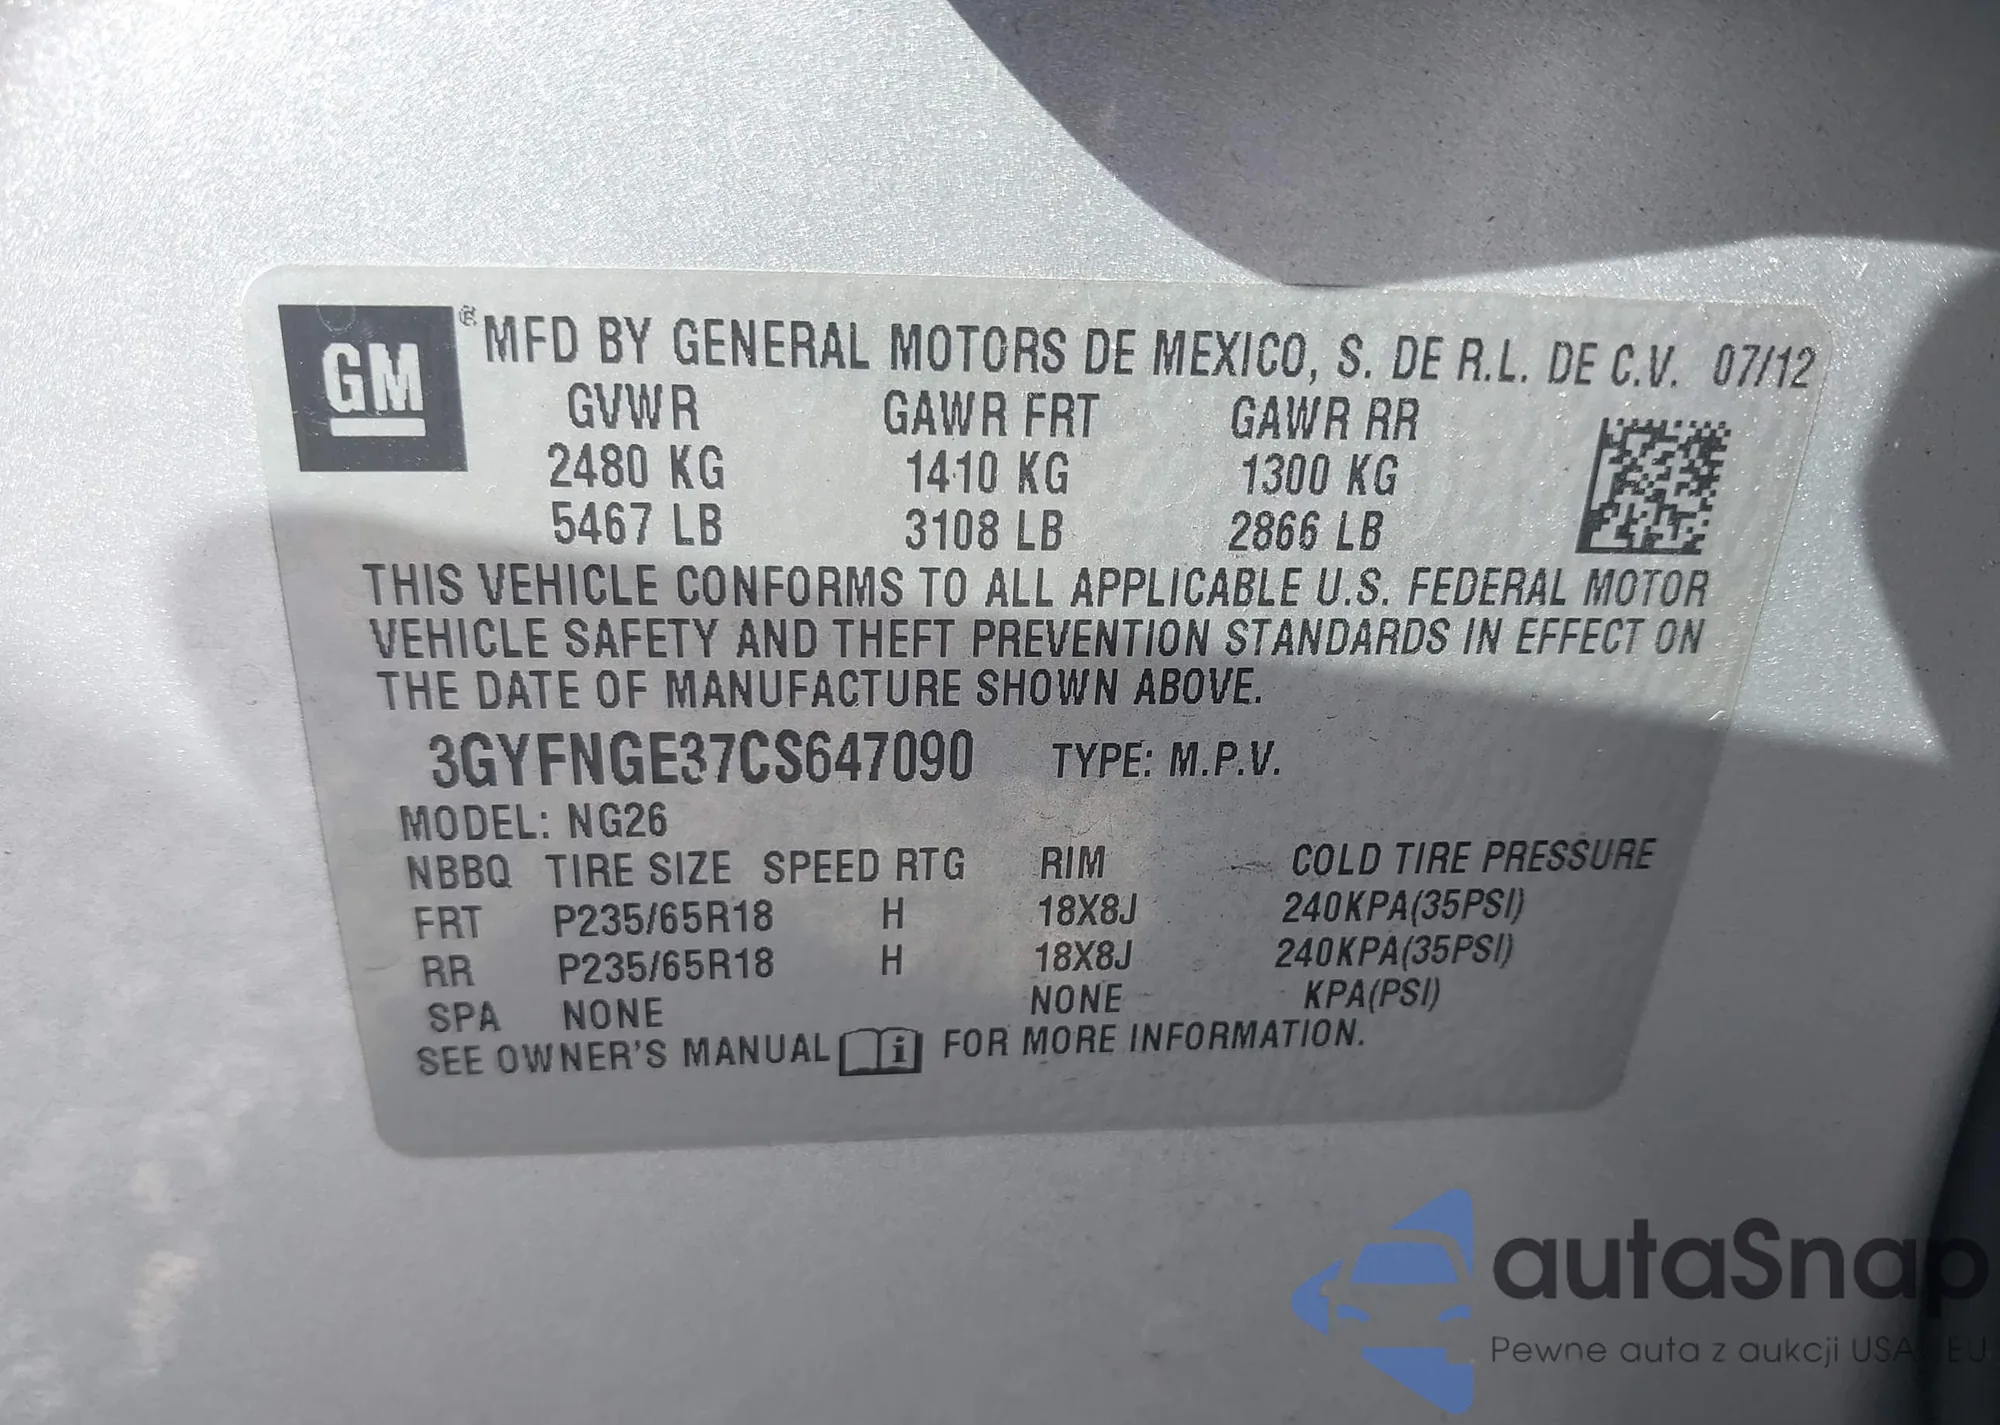 GM
® MFD BY GENERAL MOTORS DE MEXICO, S. DE R.L. DE C.V. 07/12
GVWR GAWR FRT GAWR RR
2480 KG 1410 KG 1300 KG
5467 LB 3108 LB 2866 LB
THIS VEHICLE CONFORMS TO ALL APPLICABLE U.S. FEDERAL MOTOR
VEHICLE SAFETY AND THEFT PREVENTION STANDARDS IN EFFECT ON
THE DATE OF MANUFACTURE SHOWN ABOVE.
3GYFNGE37CS647090 TYPE: M.P.V.
MODEL: NG26
NBBQ TIRE SIZE SPEED RTG RIM COLD TIRE PRESSURE
FRT P235/65R18 H 18X8J 240KPA(35PSI)
RR P235/65R18 H 18X8J 240KPA(35PSI)
SPA NONE NONE KPA(PSI)
SEE OWNER'S MANUAL i FOR MORE INFORMATION.
autaSnap
Pewne auta z aukcji USA EU